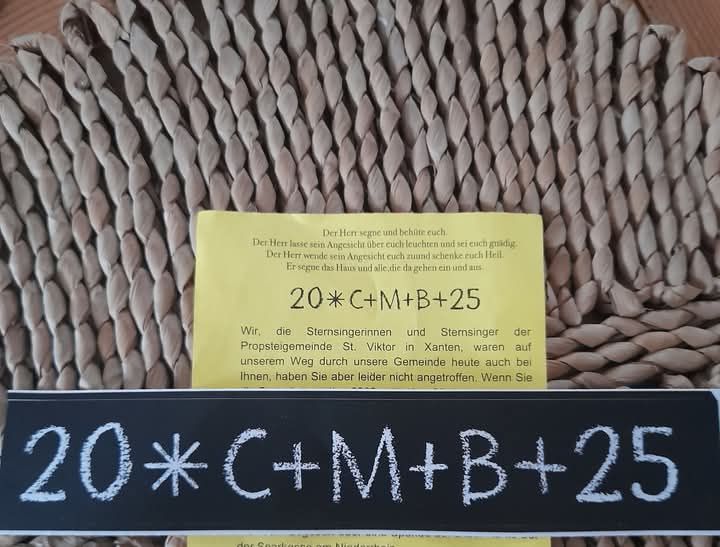 Der Herr segne und behüte euch.
Der Herr lasse sein Angesicht über euch leuchten und sei euch gnädig.
Der Herr wende sein Angesicht euch zuund schenke euch Heil.
Er segne das Haus und alle,die da gehen ein und aus.
20*C+M+B+25
Wir, die Sternsingerinnen und Sternsinger der
Propsteigemeinde St. Viktor in Xanten, waren auf
unserem Weg durch unsere Gemeinde heute auch bei
Ihnen, haben Sie aber leider nicht angetroffen. Wenn Sie
20*C+M+B+25
der Sparkasse am Niederrhein